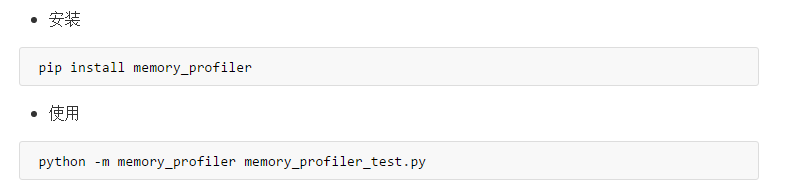 安装
pip install memory_profiler
使用
python -m memory_profiler memory_profiler_test.py